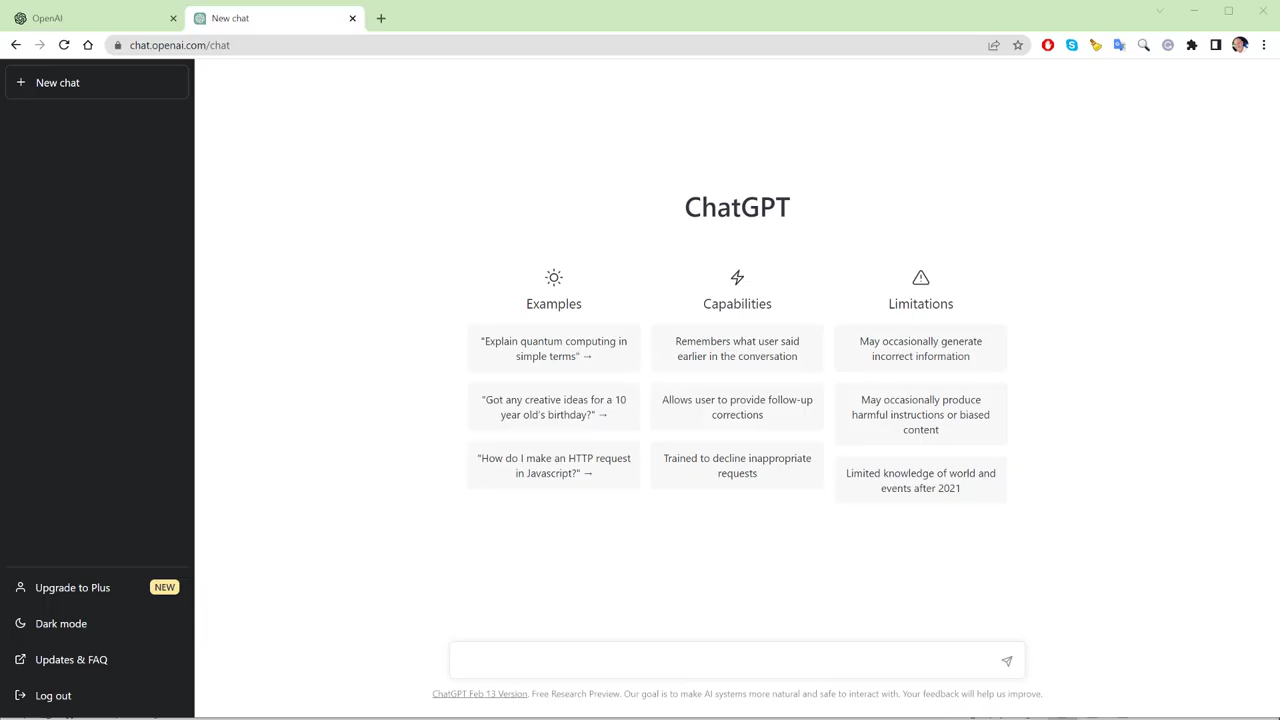 OpenAI
New chat
chat.openai.com/chat
New chat
ChatGPT
Examples
"Explain quantum computing in
simple terms" →
"Got any creative ideas for a 10
year old's birthday?" →
"How do I make an HTTP request
in Javascript?" →
Capabilities
Remembers what user said
earlier in the conversation
Allows user to provide follow-up
corrections
Trained to decline inappropriate
requests
Limitations
May occasionally generate
incorrect information
May occasionally produce
harmful instructions or biased
content
Limited knowledge of world and
events after 2021
Upgrade to Plus NEW
Dark mode
Updates & FAQ
Log out
ChatGPT Feb 13 Version. Free Research Preview. Our goal is to make AI systems more natural and safe to interact with. Your feedback will help us improve.